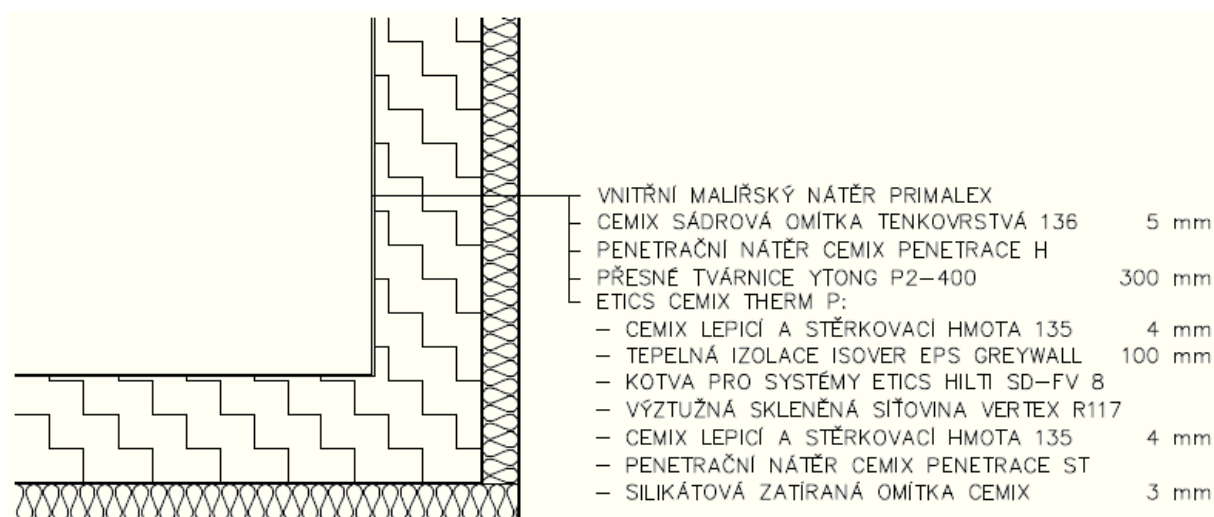 VNITŘNÍ MALÍŘSKÝ NÁTĚR PRIMALEX
CEMIX SÁDROVÁ OMÍTKA TENKOVRSTVÁ 136 5 mm
PENETRAČNÍ NÁTĚR CEMIX PENETRACE H
PŘESNÉ TVÁRNICE YTONG P2-400 300 mm
ETICS CEMIX THERM P:
- CEMIX LEPICÍ A STĚRKOVACÍ HMOTA 135 4 mm
- TEPELNÁ IZOLACE ISOVER EPS GREYWALL 100 mm
- KOTVA PRO SYSTÉMY ETICS HILTI SD-FV 8
- VÝZTUŽNÁ SKLENĚNÁ SÍŤOVINA VERTEX R117
- CEMIX LEPICÍ A STĚRKOVACÍ HMOTA 135 4 mm
- PENETRAČNÍ NÁTĚR CEMIX PENETRACE ST
- SILIKÁTOVÁ ZATÍRANÁ OMÍTKA CEMIX 3 mm